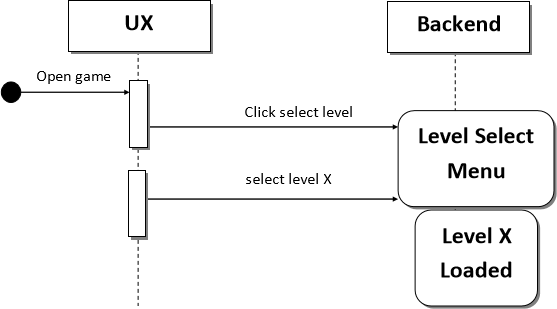 UX
Backend
Open game
Click select level
Level Select
Menu
select level X
Level X
Loaded